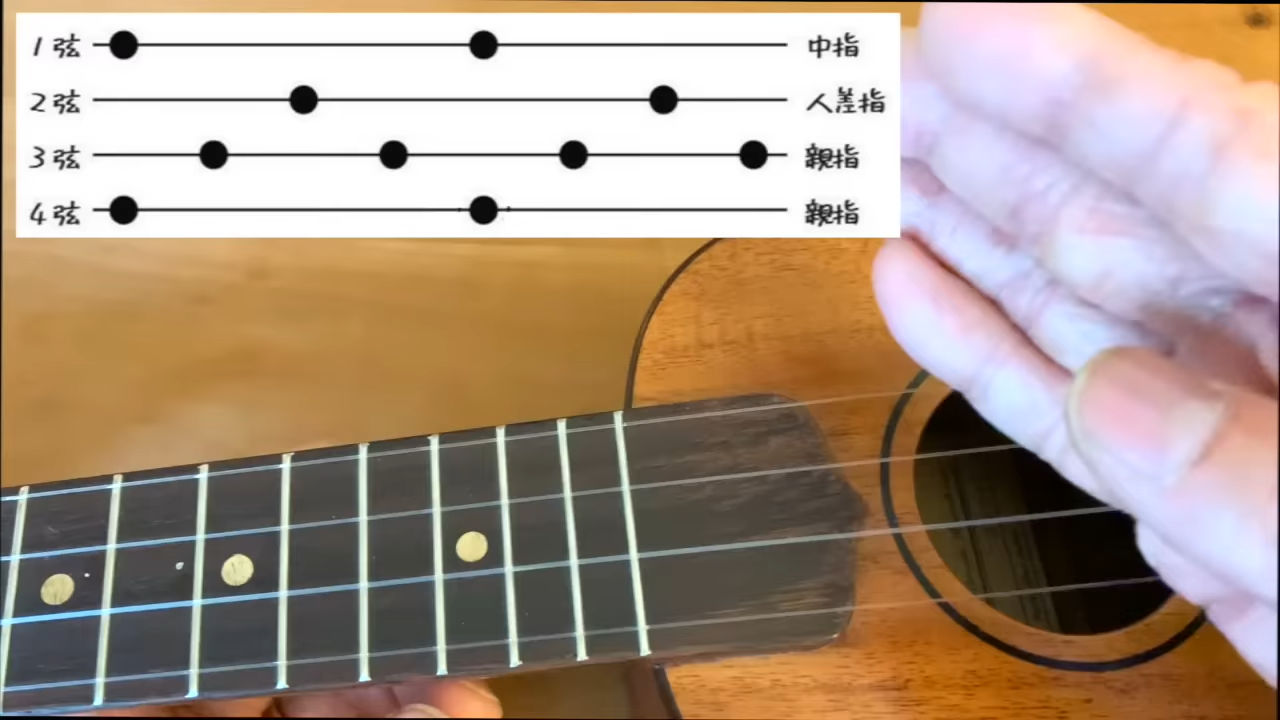 1弦 中指
2弦 人差指
3弦 親指
4弦 親指